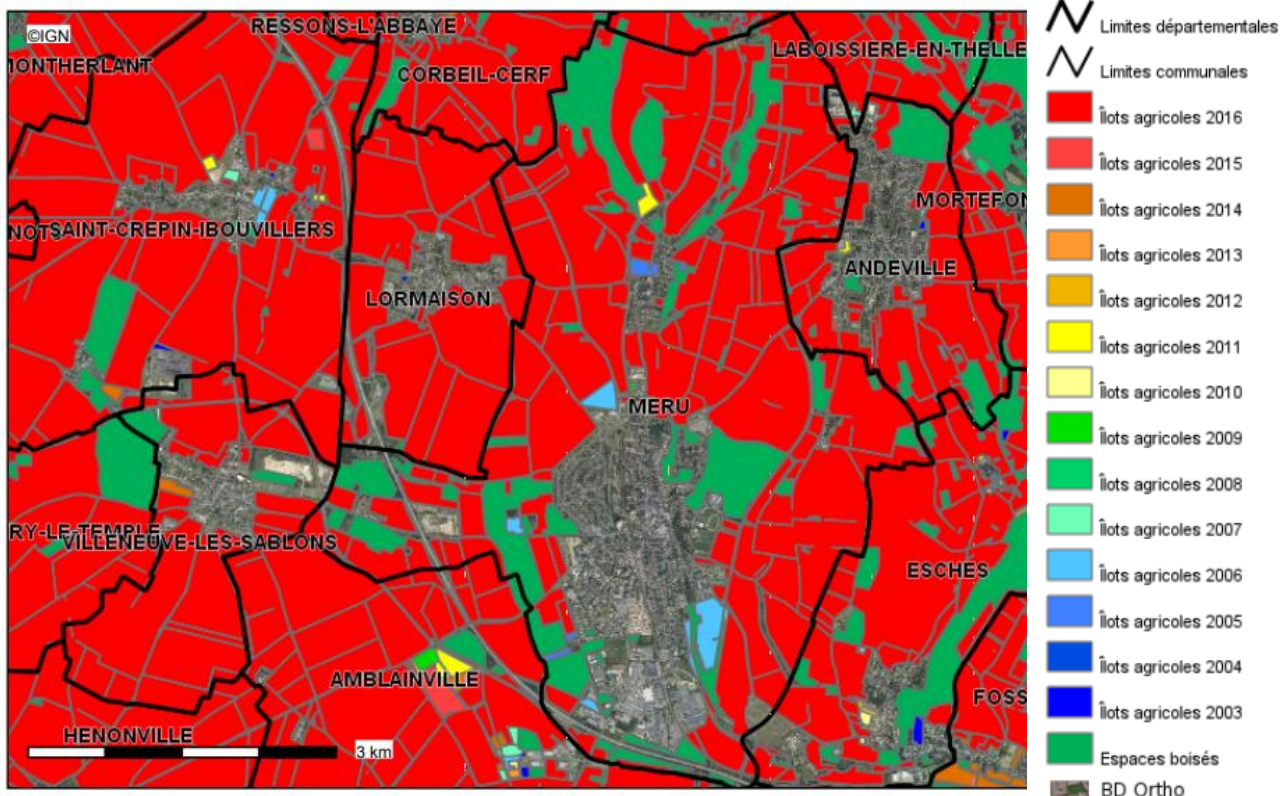 ©IGN
RESSONS-L'ABBAYE
LABOISSIERE-EN-THELLE
MONTHERLANT
CORBEIL-CERF
MORTEFON
NOTS
SAINT-CREPIN-IBOUVILLERS
ANDEVILLE
LORMAISON
MERU
RY-LE-TEMPLE
VILLENEUVE-LES-SABLONS
ESCHES
AMBLAINVILLE
FOSS
HENONVILLE
3 km
Limites départementales
Limites communales
Îlots agricoles 2016
Îlots agricoles 2015
Îlots agricoles 2014
Îlots agricoles 2013
Îlots agricoles 2012
Îlots agricoles 2011
Îlots agricoles 2010
Îlots agricoles 2009
Îlots agricoles 2008
Îlots agricoles 2007
Îlots agricoles 2006
Îlots agricoles 2005
Îlots agricoles 2004
Îlots agricoles 2003
Espaces boisés
BD Ortho